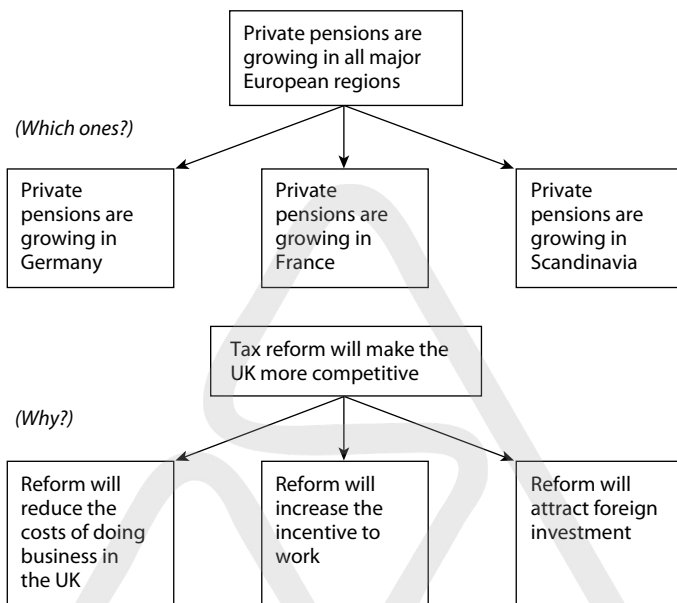 Private pensions are
growing in all major
European regions
(Which ones?)
Private
pensions are
growing in
Germany
Private
pensions are
growing in
France
Private
pensions are
growing in
Scandinavia
Tax reform will make the
UK more competitive
(Why?)
Reform will
reduce the
costs of doing
business in
the UK
Reform will
increase the
incentive to
work
Reform will
attract foreign
investment